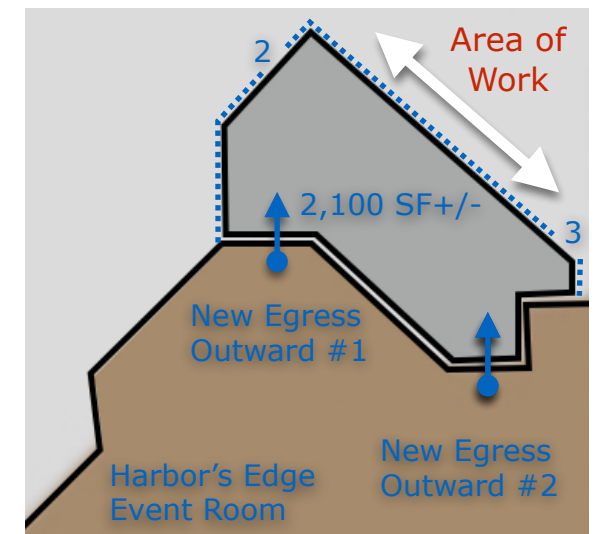 Area of
Work
2
2,100 SF+/-
3
New Egress
Outward #1
New Egress
Outward #2
Harbor’s Edge
Event Room